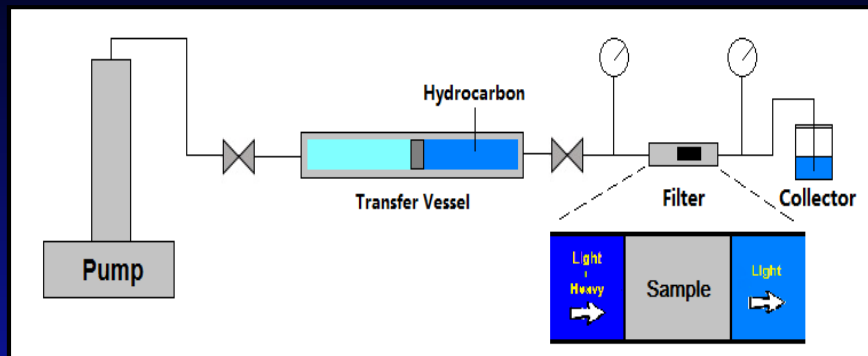 Hydrocarbon
Transfer Vessel
Filter
Collector
Pump
Light
+
Heavy
Sample
Light